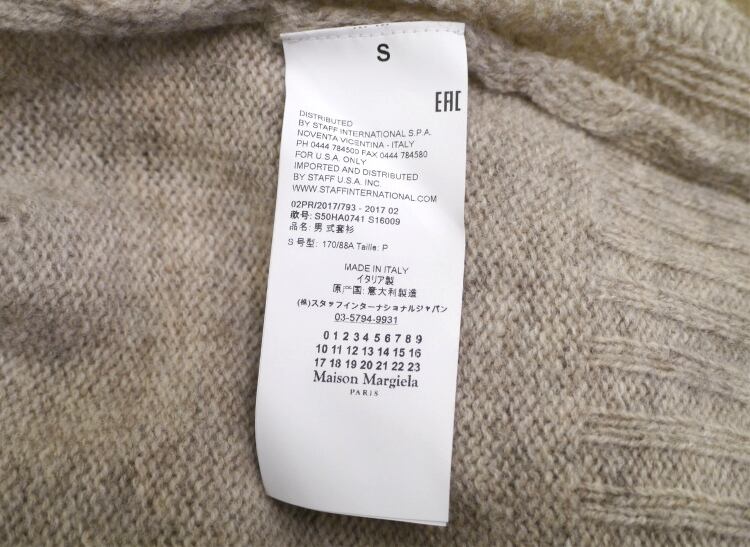 S
EAC
DISTRIBUTED
BY STAFF INTERNATIONAL S.P.A.
NOVENTA VICENTINA - ITALY
PH 0444 784500 FAX 0444 784580
FOR U.S.A. ONLY
IMPORTED AND DISTRIBUTED
BY STAFF U.S.A. INC.
WWW.STAFFINTERNATIONAL.COM
02PR/2017/793 - 2017 02
款号: S50HA0741 S16009
品名: 男式套衫
S 号型: 170/88A Taille: P
MADE IN ITALY
イタリア製
原产国: 意大利製造
(株)スタッフインターナショナルジャパン
03-5794-9931
0 1 2 3 4 5 6 7 8 9
10 11 12 13 14 15 16
17 18 19 20 21 22 23
Maison Margiela
PARIS